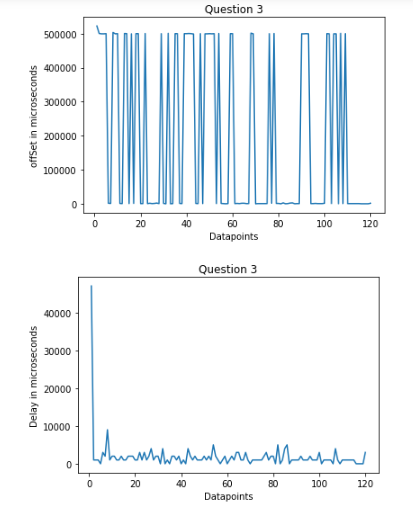 Question 3
500000
400000
300000
200000
100000
0
offSet in microseconds
0 20 40 60 80 100 120
Datapoints
Question 3
40000
30000
20000
10000
0
Delay in microseconds
0 20 40 60 80 100 120
Datapoints